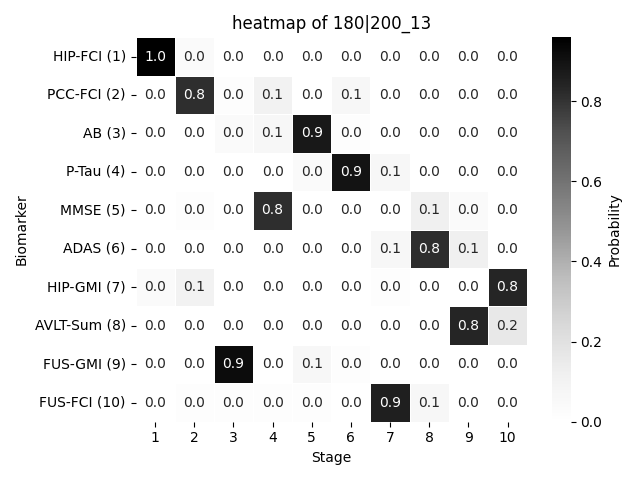 heatmap of 180|200_13
HIP-FCI (1) 1.0 0.0 0.0 0.0 0.0 0.0 0.0 0.0 0.0 0.0
PCC-FCI (2) 0.0 0.8 0.0 0.1 0.0 0.1 0.0 0.0 0.0 0.0
AB (3) 0.0 0.0 0.0 0.1 0.9 0.0 0.0 0.0 0.0 0.0
P-Tau (4) 0.0 0.0 0.0 0.0 0.0 0.9 0.1 0.0 0.0 0.0
MMSE (5) 0.0 0.0 0.0 0.8 0.0 0.0 0.0 0.1 0.0 0.0
ADAS (6) 0.0 0.0 0.0 0.0 0.0 0.0 0.1 0.8 0.1 0.0
HIP-GMI (7) 0.0 0.1 0.0 0.0 0.0 0.0 0.0 0.0 0.0 0.8
AVLT-Sum (8) 0.0 0.0 0.0 0.0 0.0 0.0 0.0 0.0 0.8 0.2
FUS-GMI (9) 0.0 0.0 0.9 0.0 0.1 0.0 0.0 0.0 0.0 0.0
FUS-FCI (10) 0.0 0.0 0.0 0.0 0.0 0.0 0.9 0.1 0.0 0.0
1 2 3 4 5 6 7 8 9 10
Stage
Biomarker
0.8
0.6
0.4
0.2
0.0
Probability